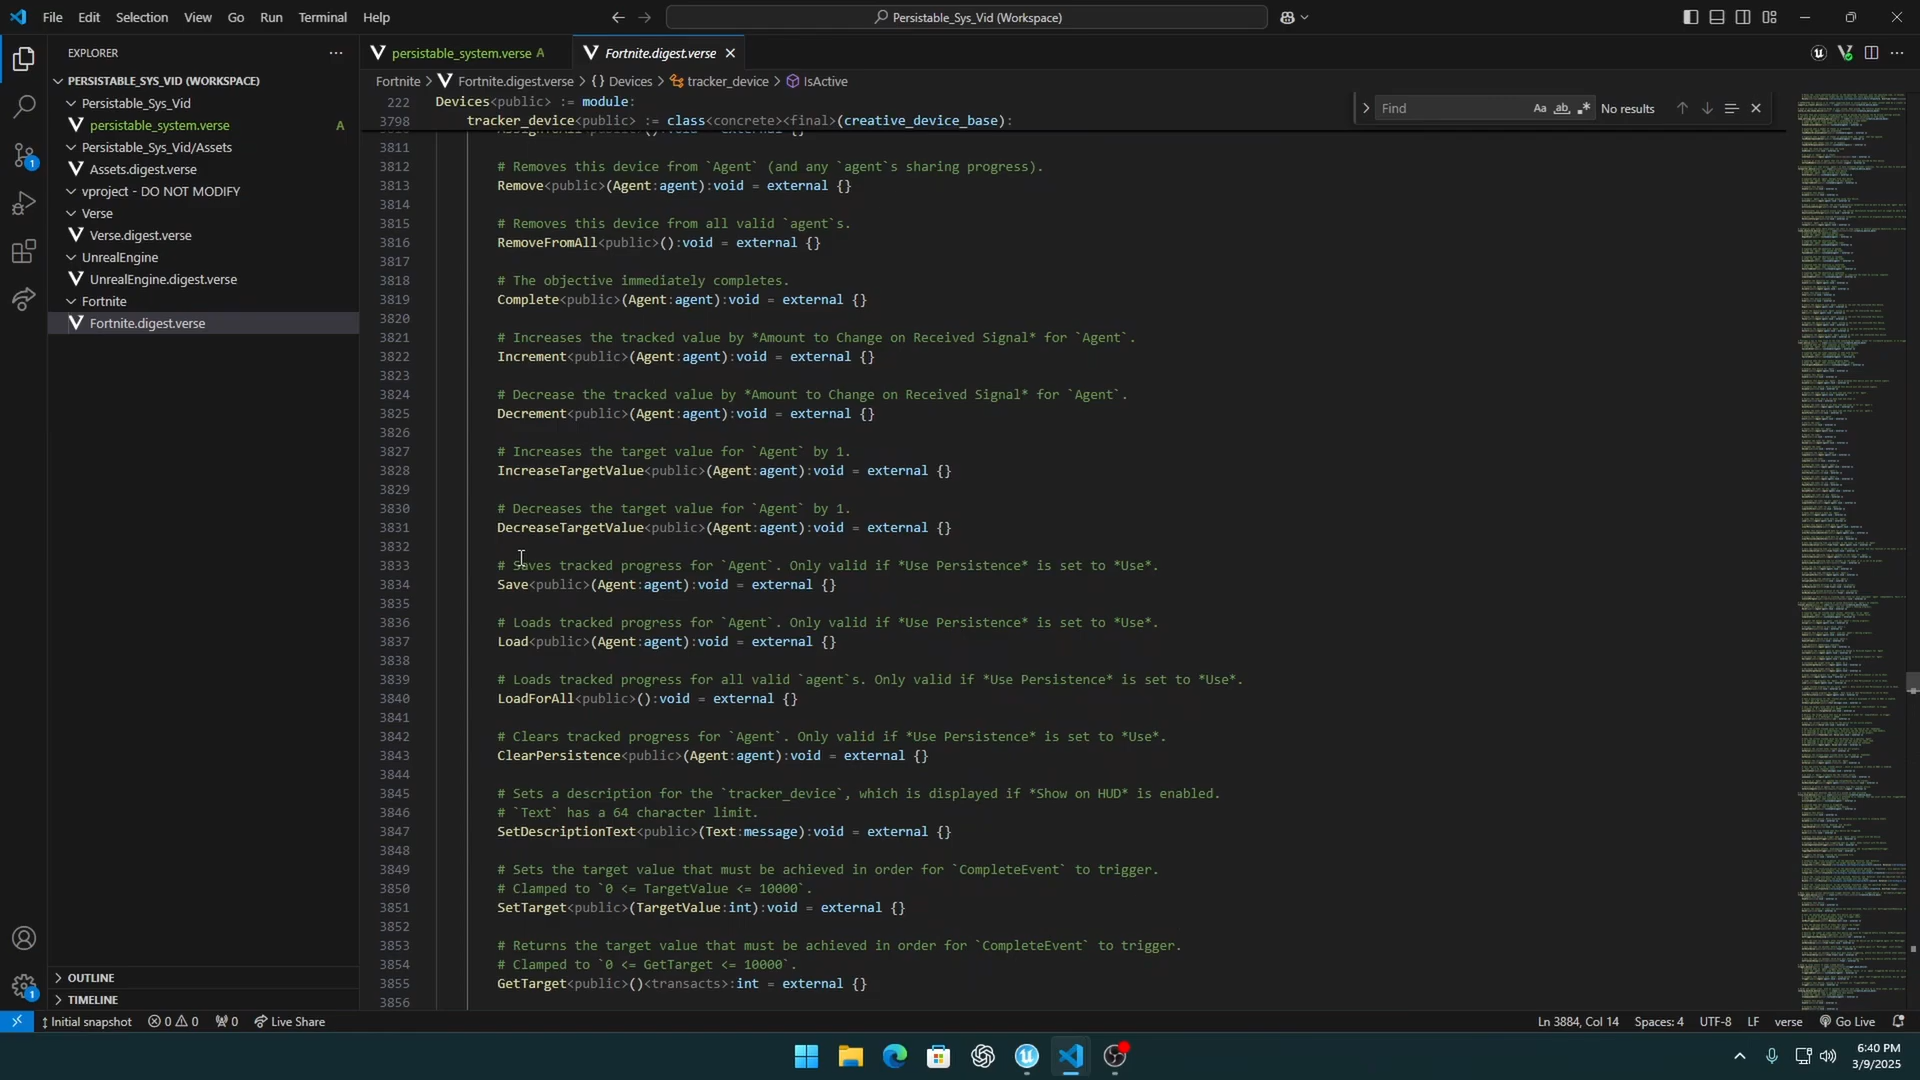 File Edit Selection View Go Run Terminal Help
Persistable_Sys_Vid (Workspace)
EXPLORER
PERSISTABLE_SYS_VID (WORKSPACE)
Persistable_Sys_Vid
persistable_system.verse A
Persistable_Sys_Vid/Assets
Assets.digest.verse
vproject - DO NOT MODIFY
Verse
Verse.digest.verse
UnrealEngine
UnrealEngine.digest.verse
Fortnite
Fortnite.digest.verse
OUTLINE
TIMELINE
persistable_system.verse A
Fortnite.digest.verse
Fortnite > Fortnite.digest.verse > {} Devices > tracker_device > IsActive
Find Aa ab No results
222 Devices<public> := module:
3798 tracker_device<public> := class<concrete><final>(creative_device_base):
3811
3812 # Removes this device from `Agent` (and any `agent`s sharing progress).
3813 Remove<public>(Agent:agent):void = external {}
3814
3815 # Removes this device from all valid `agent`s.
3816 RemoveFromAll<public>():void = external {}
3817
3818 # The objective immediately completes.
3819 Complete<public>(Agent:agent):void = external {}
3820
3821 # Increases the tracked value by *Amount to Change on Received Signal* for `Agent`.
3822 Increment<public>(Agent:agent):void = external {}
3823
3824 # Decrease the tracked value by *Amount to Change on Received Signal* for `Agent`.
3825 Decrement<public>(Agent:agent):void = external {}
3826
3827 # Increases the target value for `Agent` by 1.
3828 IncreaseTargetValue<public>(Agent:agent):void = external {}
3829
3830 # Decreases the target value for `Agent` by 1.
3831 DecreaseTargetValue<public>(Agent:agent):void = external {}
3832
3833 # Saves tracked progress for `Agent`. Only valid if *Use Persistence* is set to *Use*.
3834 Save<public>(Agent:agent):void = external {}
3835
3836 # Loads tracked progress for `Agent`. Only valid if *Use Persistence* is set to *Use*.
3837 Load<public>(Agent:agent):void = external {}
3838
3839 # Loads tracked progress for all valid `agent`s. Only valid if *Use Persistence* is set to *Use*.
3840 LoadForAll<public>():void = external {}
3841
3842 # Clears tracked progress for `Agent`. Only valid if *Use Persistence* is set to *Use*.
3843 ClearPersistence<public>(Agent:agent):void = external {}
3844
3845 # Sets a description for the `tracker_device`, which is displayed if *Show on HUD* is enabled.
3846 # `Text` has a 64 character limit.
3847 SetDescriptionText<public>(Text:message):void = external {}
3848
3849 # Sets the target value that must be achieved in order for `CompleteEvent` to trigger.
3850 # Clamped to `0 <= TargetValue <= 10000`.
3851 SetTarget<public>(TargetValue:int):void = external {}
3852
3853 # Returns the target value that must be achieved in order for `CompleteEvent` to trigger.
3854 # Clamped to `0 <= GetTarget <= 10000`.
3855 GetTarget<public>()<transacts>:int = external {}
3856
Initial snapshot 0 0 0 Live Share
Ln 3884, Col 14 Spaces: 4 UTF-8 LF verse Go Live
6:40 PM
3/9/2025